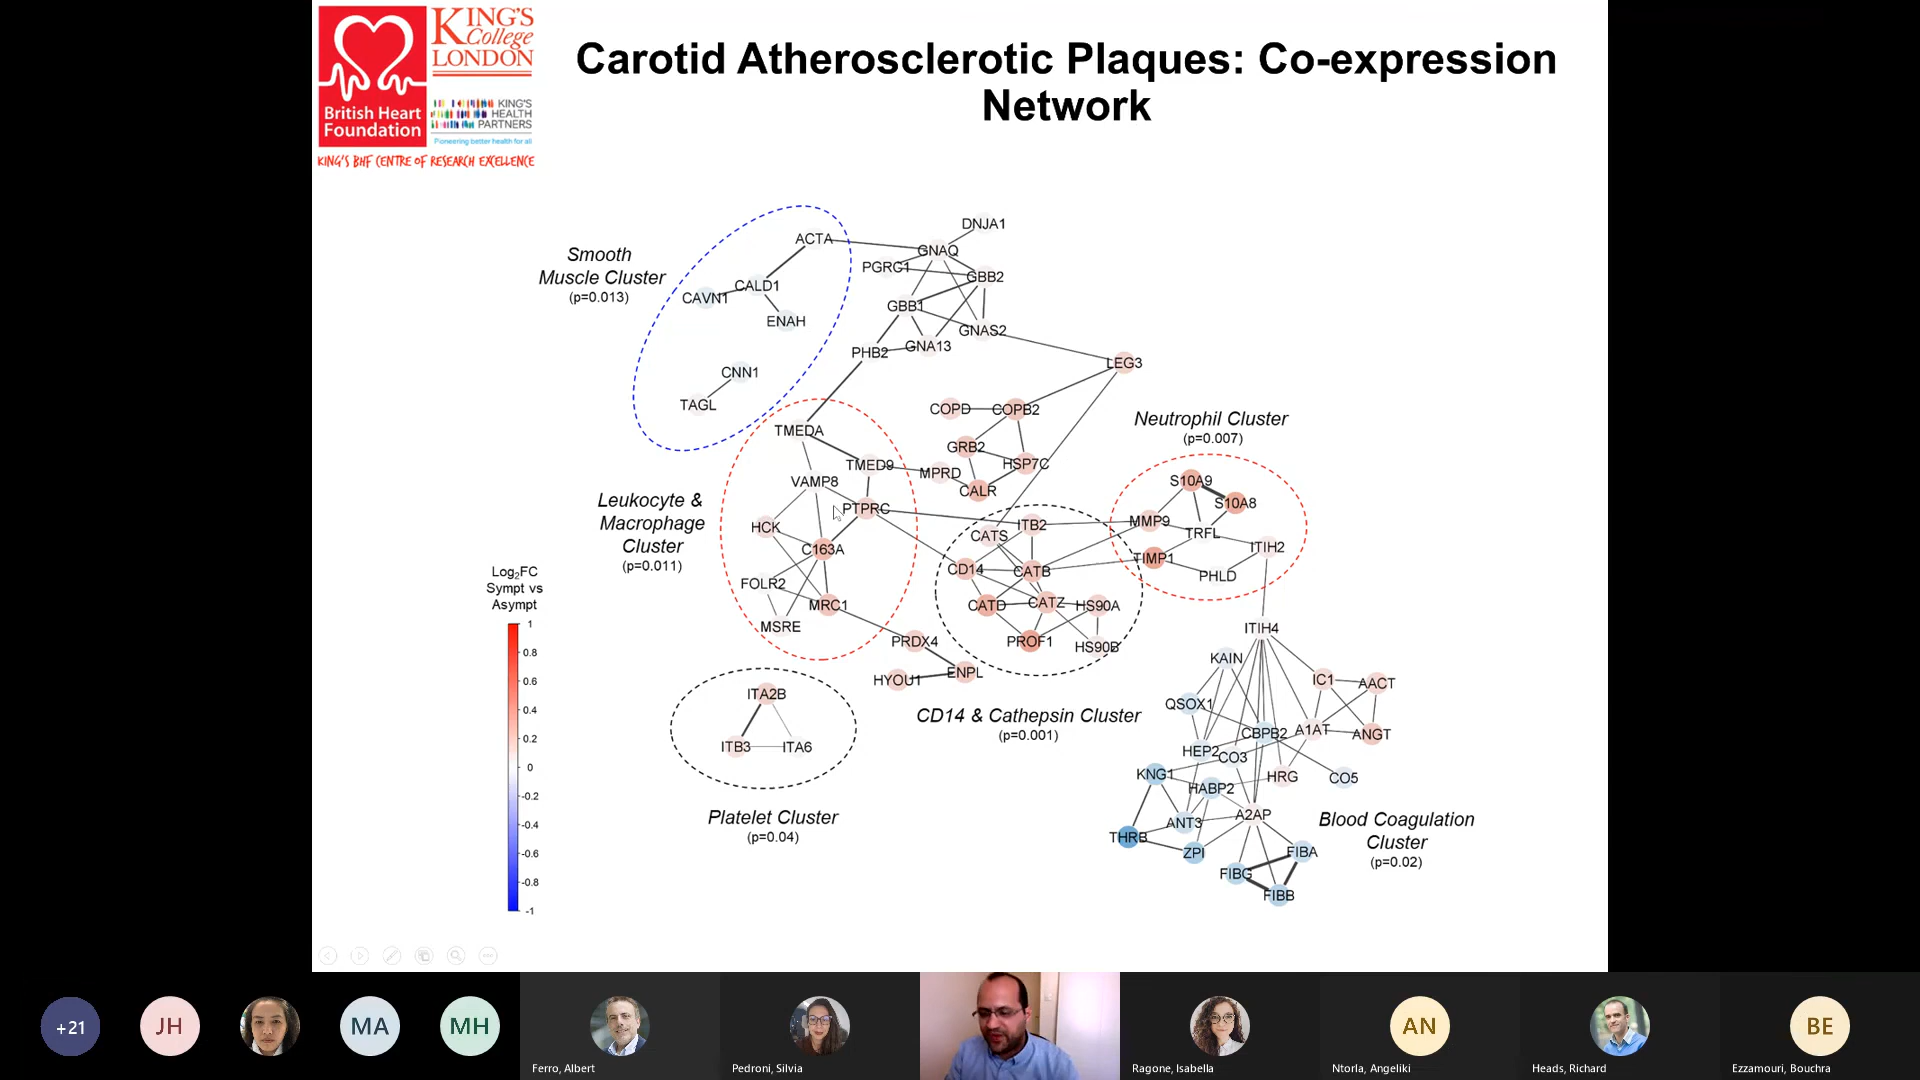 KING'S
College
LONDON
British Heart
Foundation
KING'S
HEALTH
PARTNERS
Pioneering better health for all
KING'S BHF CENTRE OF RESEARCH EXCELLENCE
Carotid Atherosclerotic Plaques: Co-expression
Network
Smooth
Muscle Cluster
(p=0.013)
ACTA
CALD1
CAVN1
ENAH
CNN1
TAGL
DNJA1
GNAQ
PGRC1
GBB2
GBB1
GNAS2
GNA13
PHB2
LEG3
COPD
COPB2
GRB2
HSP7C
MPRD
CALR
Leukocyte &
Macrophage
Cluster
(p=0.011)
TMEDA
TMED9
VAMP8
PTPRC
HCK
C163A
FOLR2
MRC1
MSRE
PRDX4
HYOU1
ENPL
Neutrophil Cluster
(p=0.007)
S10A9
S10A8
MMP9
TRFL
ITIH2
TIMP1
PHLD
ITB2
CATS
CD14
CATB
CATD
CATZ
HS90A
PROF1
HS90B
CD14 & Cathepsin Cluster
(p=0.001)
ITA2B
ITB3
ITA6
Platelet Cluster
(p=0.04)
ITIH4
KAIN
IC1
AACT
QSOX1
CBPB2
A1AT
ANGT
HEP2
CO3
KNG1
HRG
CO5
HABP2
ANT3
A2AP
THRB
ZPI
FIBA
FIBG
FIBB
Blood Coagulation
Cluster
(p=0.02)
Log2FC
Sympt vs
Asympt
1
0.8
0.6
0.4
0.2
0
-0.2
-0.4
-0.6
-0.8
-1
+21
JH
MA
MH
Ferro, Albert
Pedroni, Silvia
Ragone, Isabella
AN
Ntorla, Angeliki
Heads, Richard
BE
Ezzamouri, Bouchra